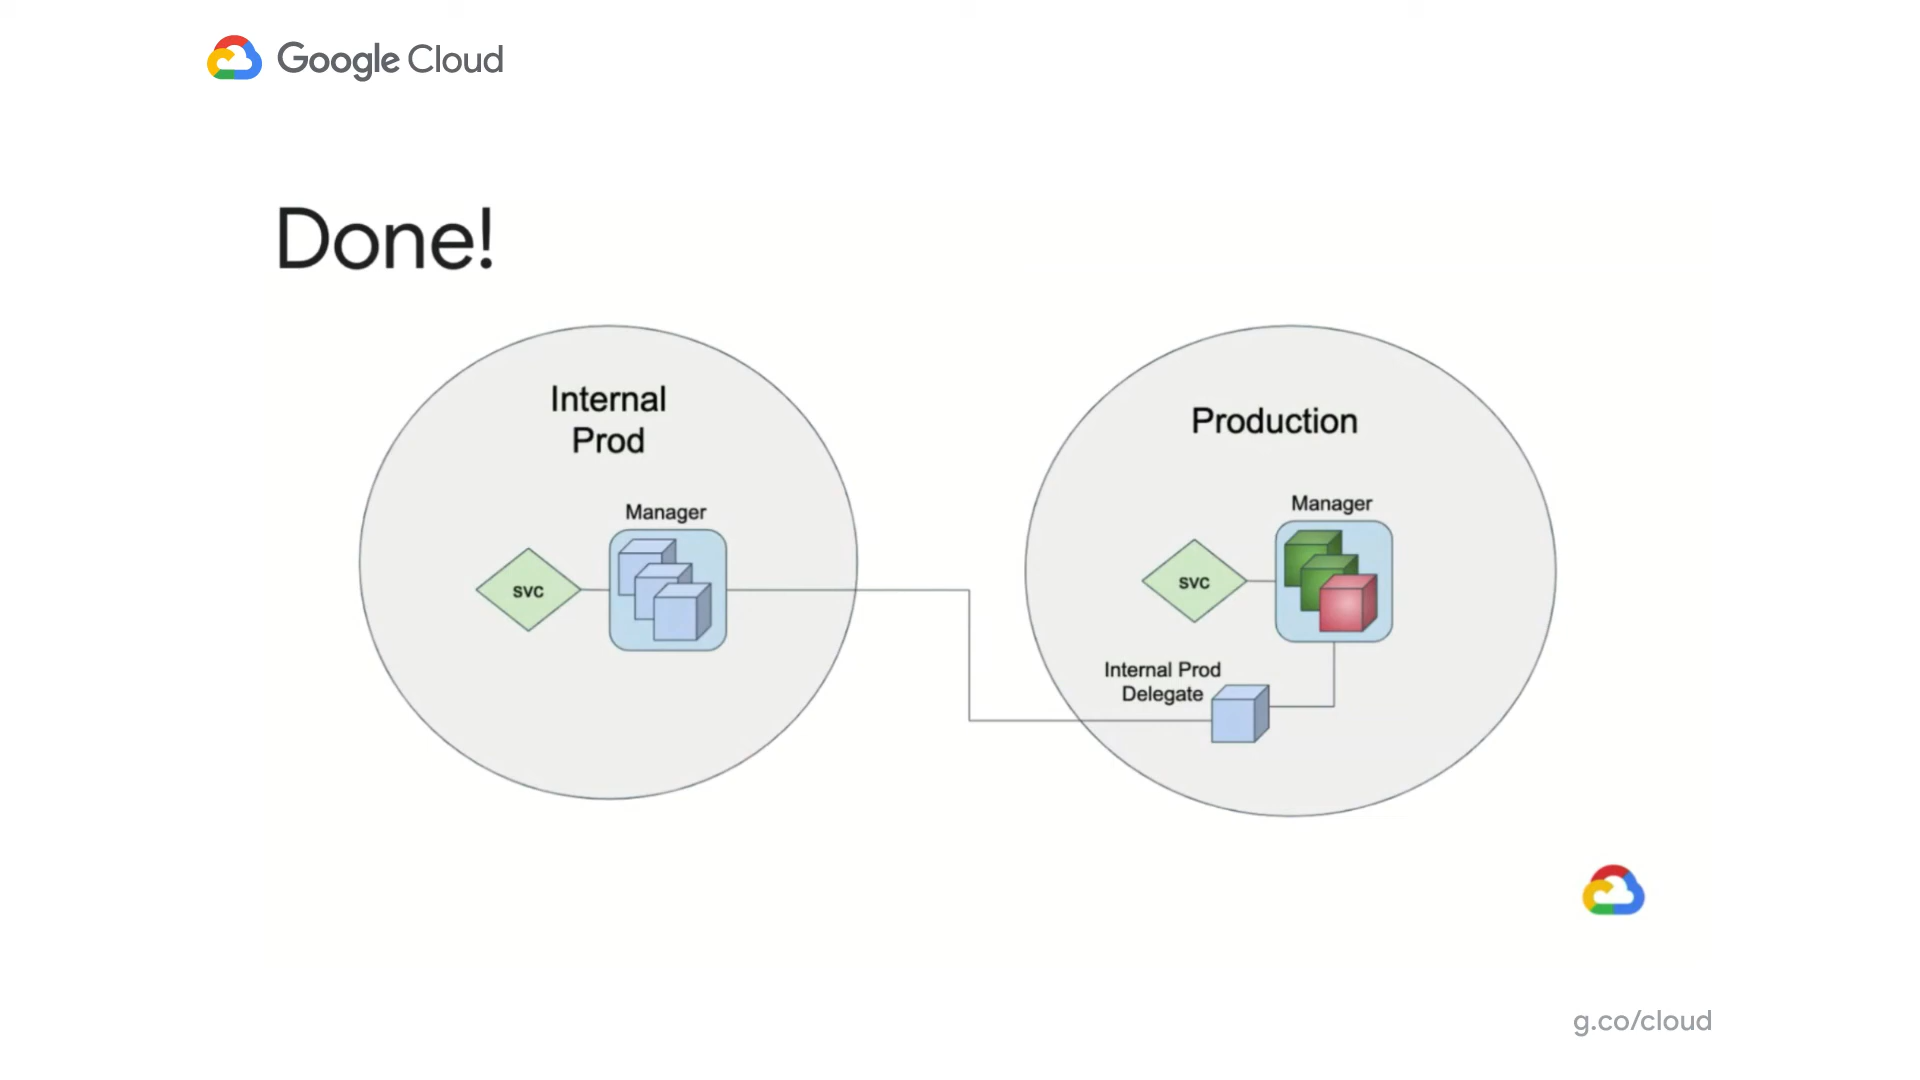 Google Cloud
Done!
Internal
Prod
Manager
svc
Production
Manager
svc
Internal Prod
Delegate
g.co/cloud